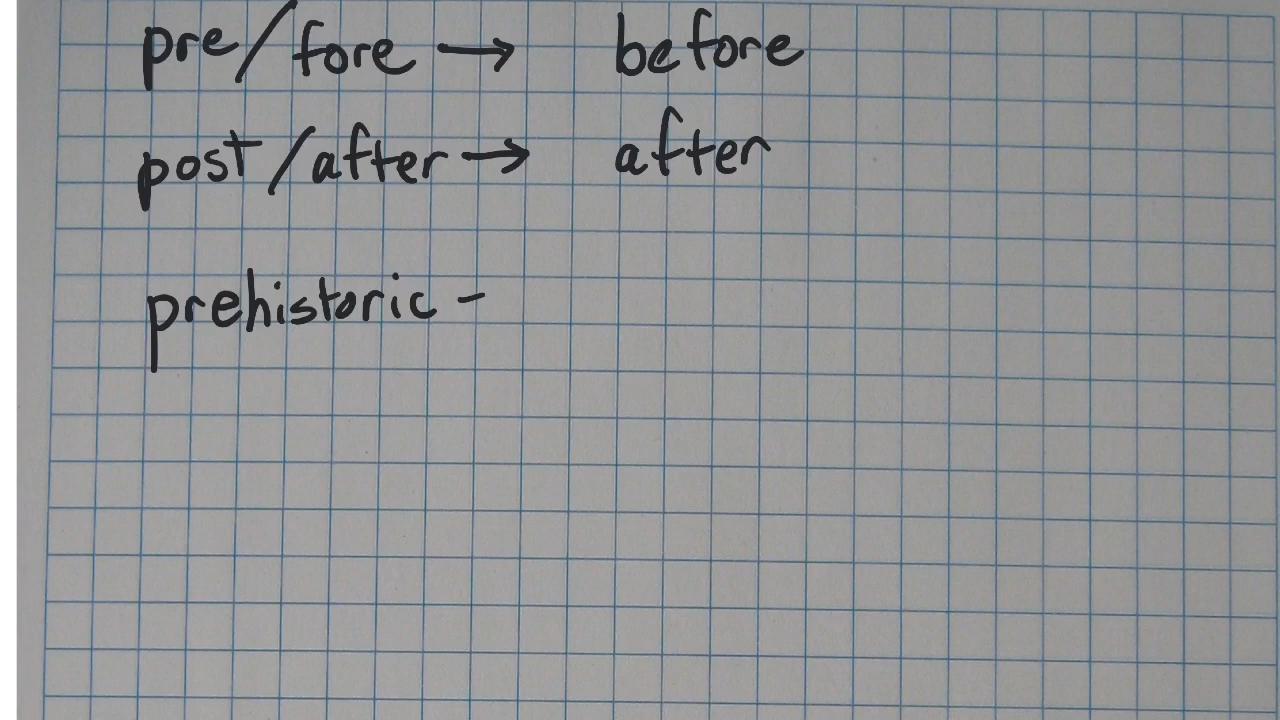 pre/fore → before
post/after → after
prehistoric -